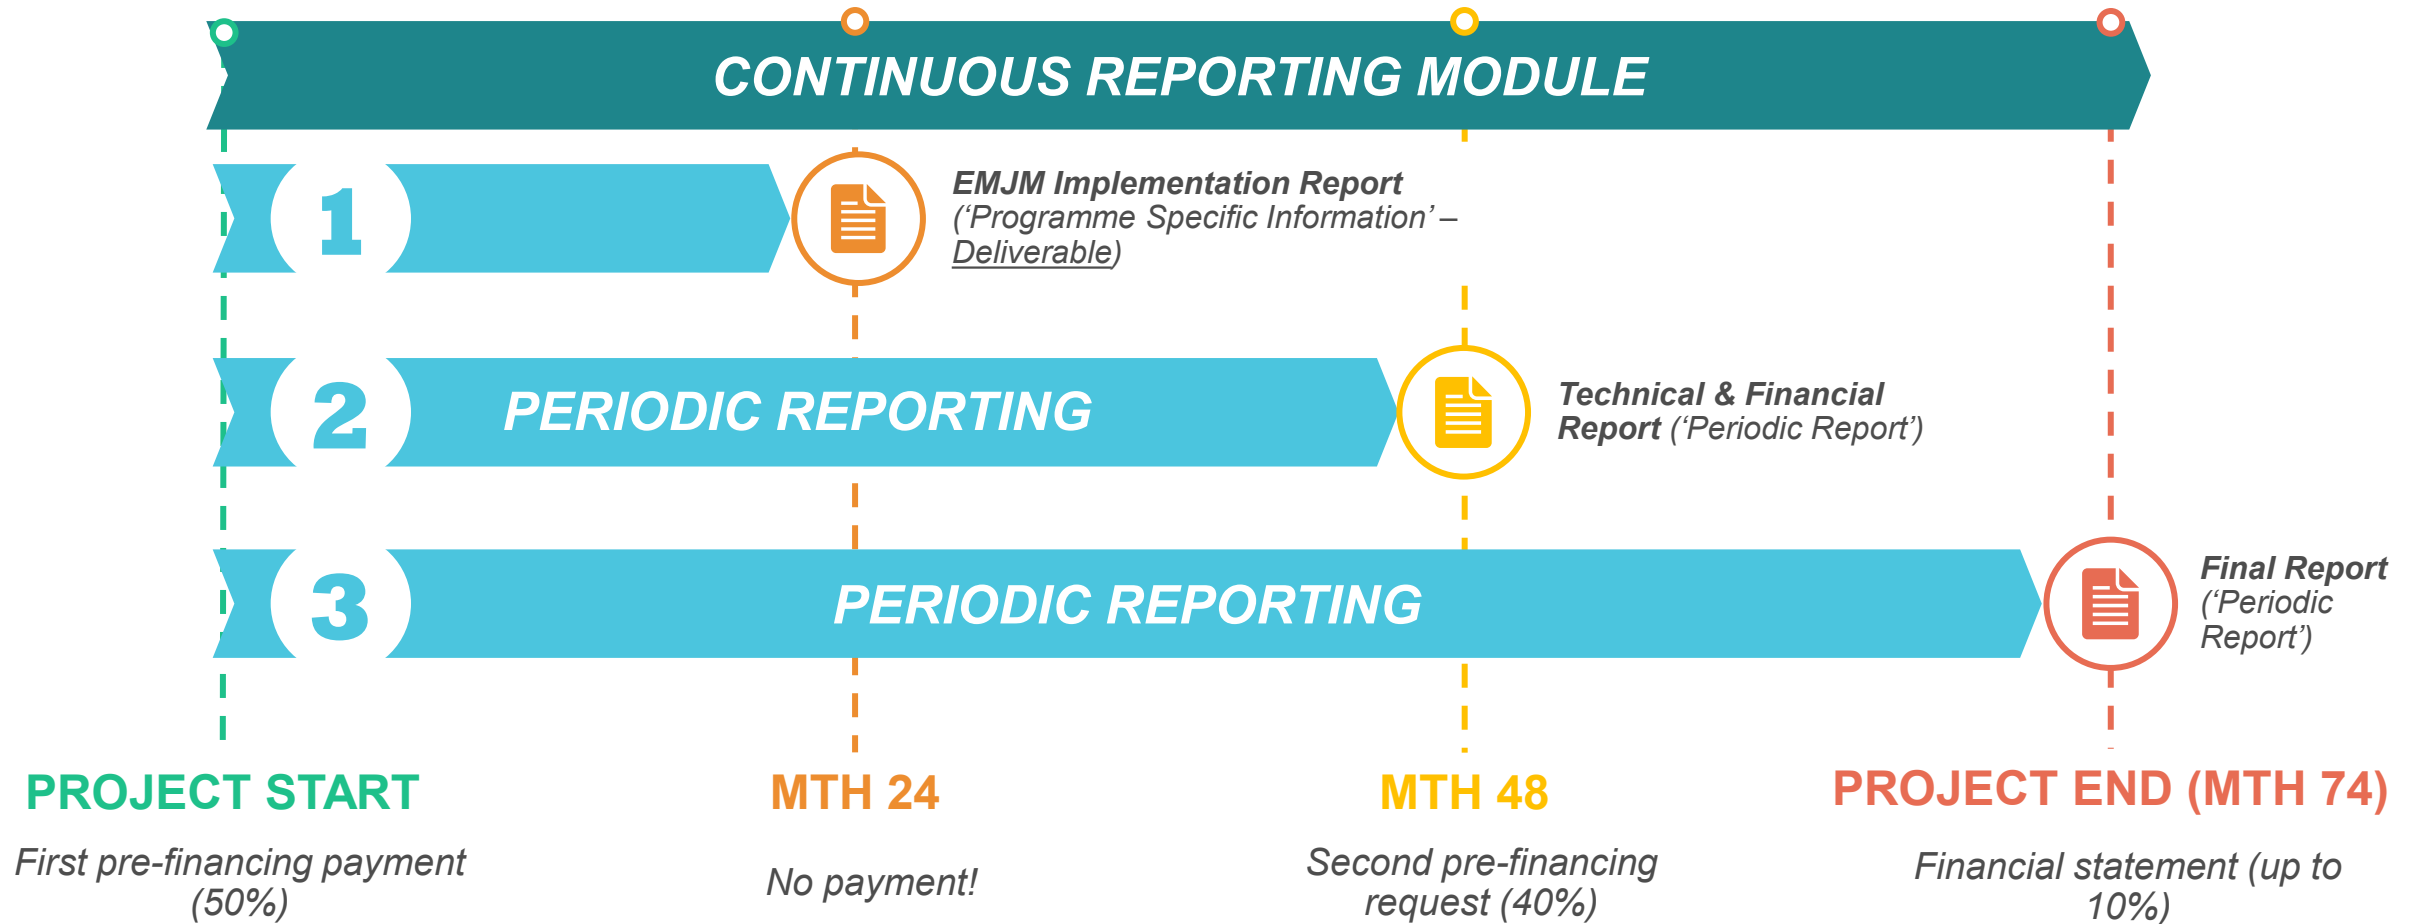 CONTINUOUS REPORTING MODULE
1
EMJM Implementation Report
(‘Programme Specific Information’ –
Deliverable)
2
PERIODIC REPORTING
Technical & Financial
Report (‘Periodic Report’)
3
PERIODIC REPORTING
Final Report
(‘Periodic
Report’)
PROJECT START
First pre-financing payment
(50%)
MTH 24
No payment!
MTH 48
Second pre-financing
request (40%)
PROJECT END (MTH 74)
Financial statement (up to
10%)